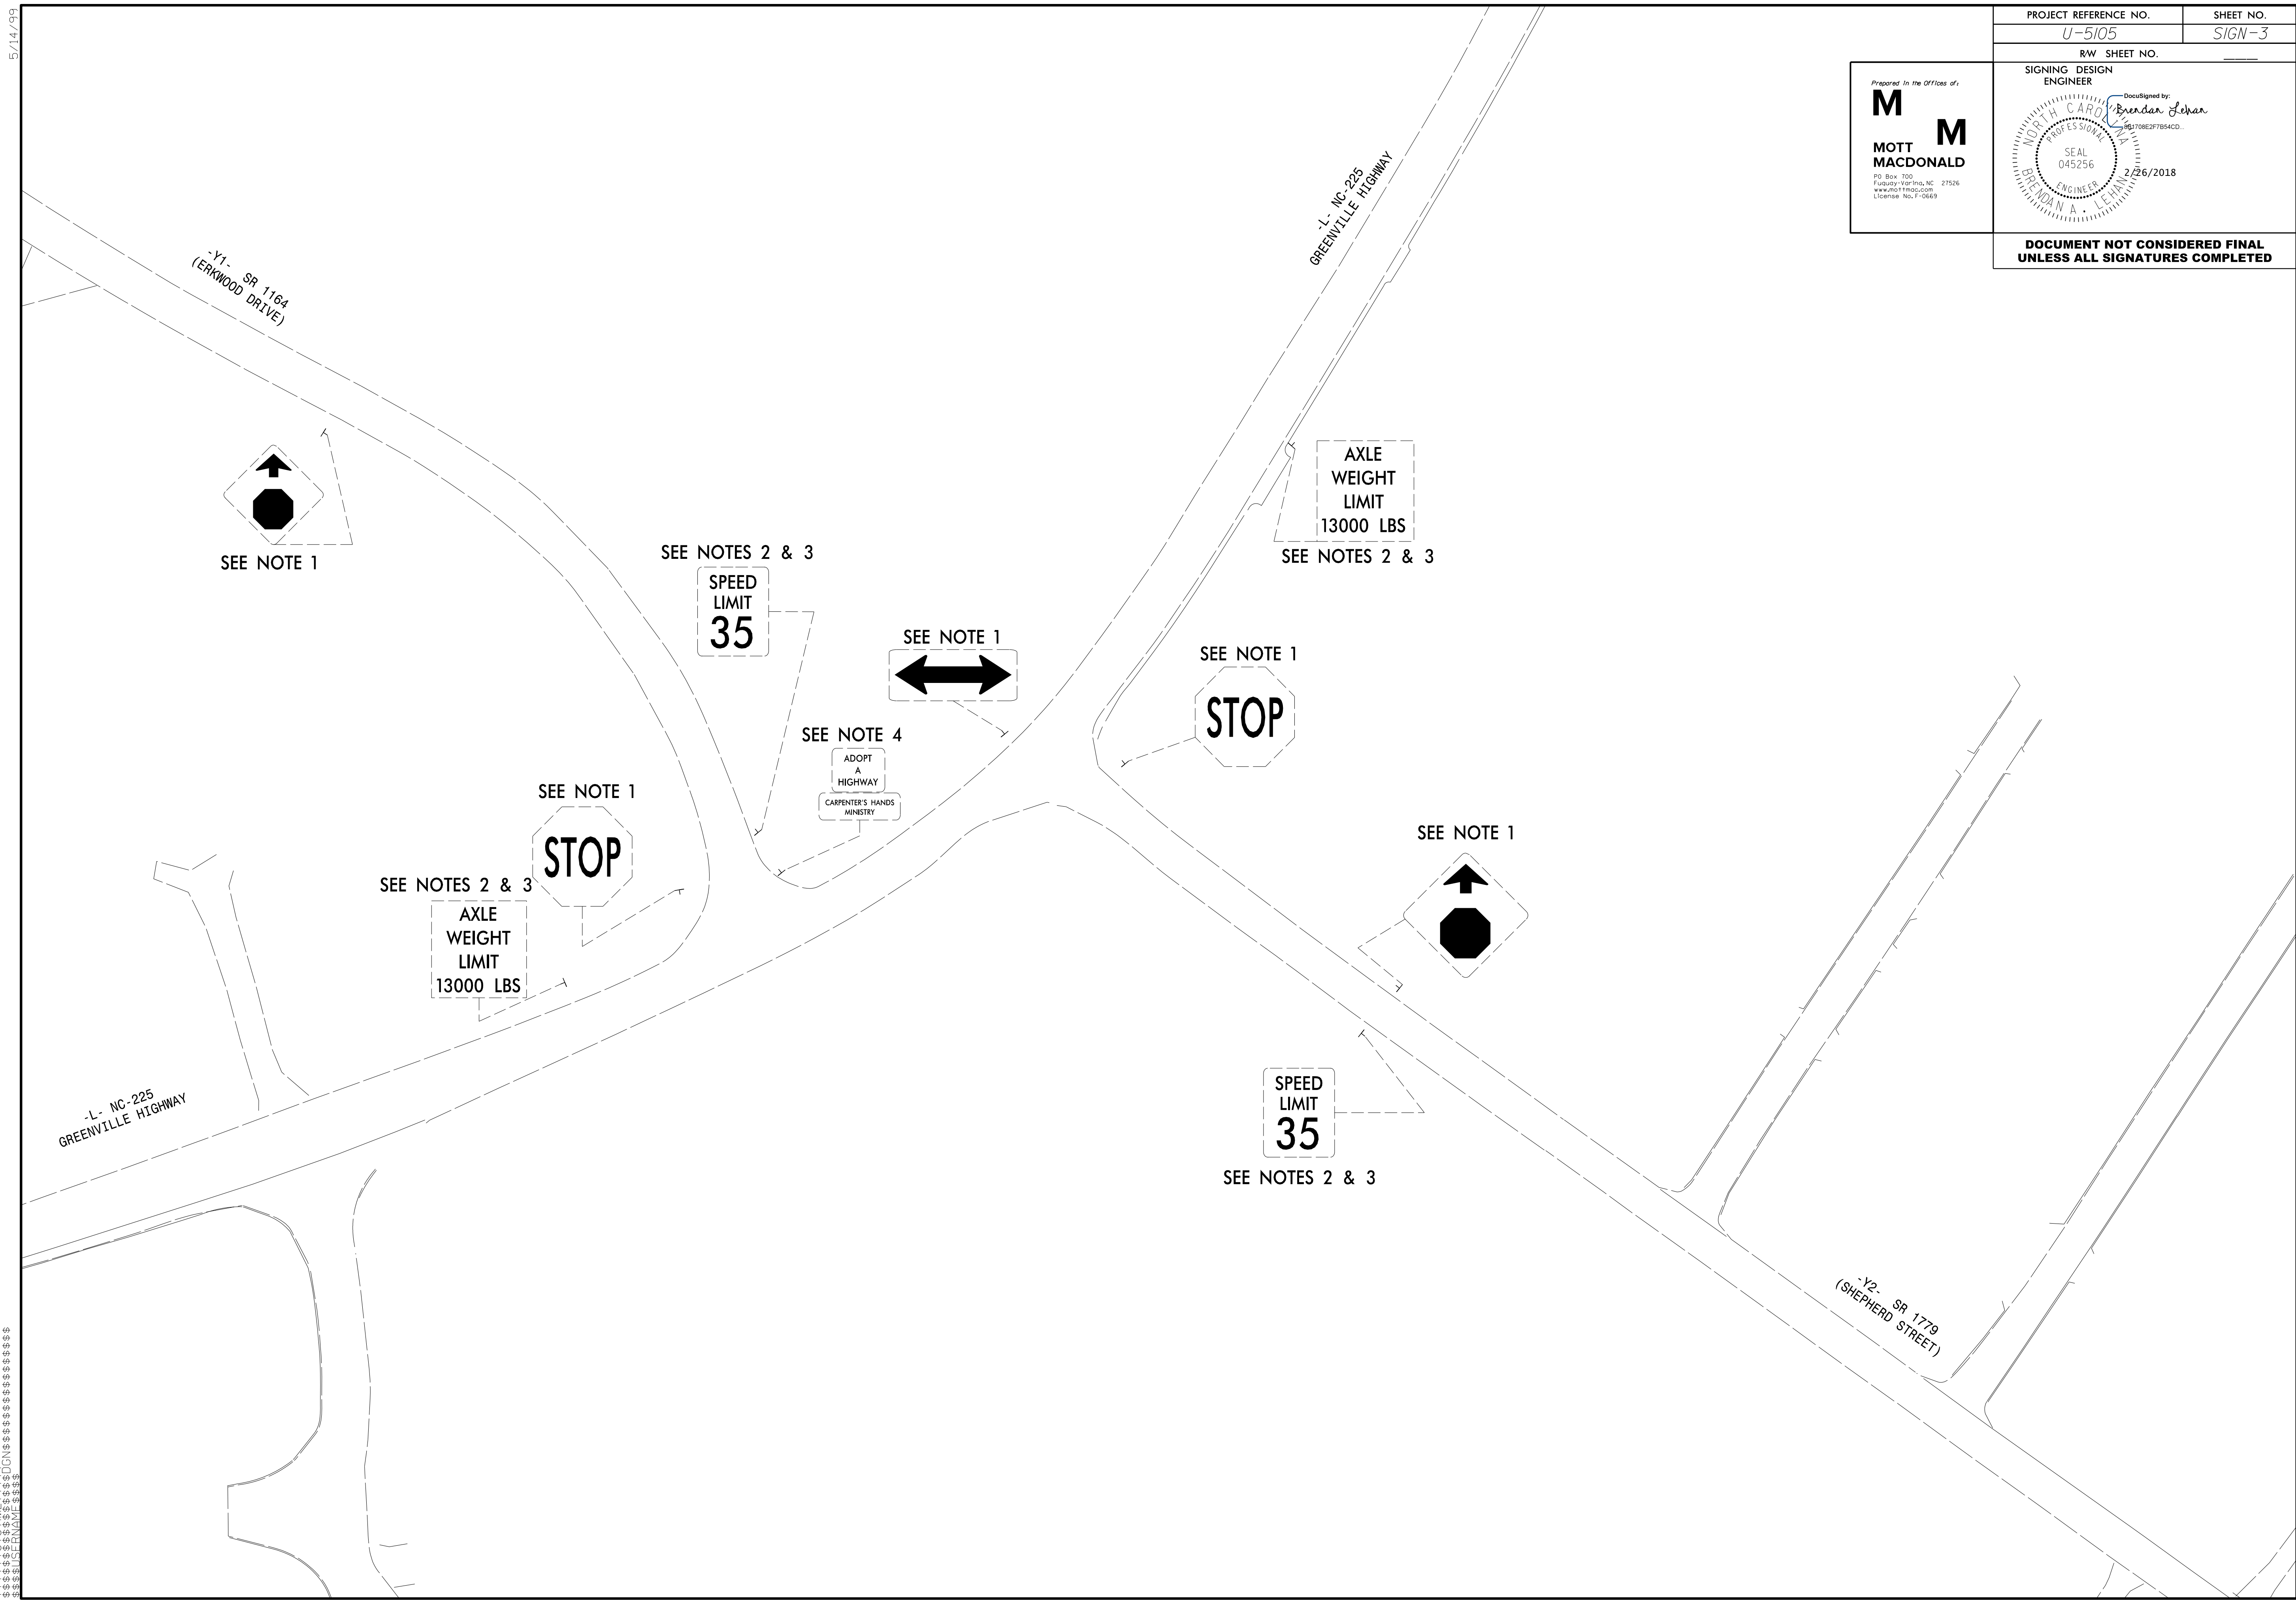 5/14/99
PROJECT REFERENCE NO.
SHEET NO.
U-5105
SIGN-3
R/W SHEET NO.
SIGNING DESIGN
ENGINEER
DocuSigned by:
Brendan Lehan
NORTH CAROLINA
PROFESSIONAL
SEAL
045256
ENGINEER
BRENDAN A. LEHAN
2/26/2018
DOCUMENT NOT CONSIDERED FINAL
UNLESS ALL SIGNATURES COMPLETED
Prepared in the Offices of:
M
M
MOTT
MACDONALD
PO Box 700
Fuquay-Varina, NC 27526
www.mottmac.com
License No. F-0669
-L- NC-225
GREENVILLE HIGHWAY
-Y1- SR 1164
(ERKWOOD DRIVE)
SEE NOTE 1
AXLE
WEIGHT
LIMIT
13000 LBS
SEE NOTES 2 & 3
SEE NOTES 2 & 3
SPEED
LIMIT
35
SEE NOTE 1
SEE NOTE 1
STOP
SEE NOTE 4
ADOPT
A
HIGHWAY
CARPENTER'S HANDS
MINISTRY
SEE NOTE 1
STOP
SEE NOTES 2 & 3
AXLE
WEIGHT
LIMIT
13000 LBS
SEE NOTE 1
SPEED
LIMIT
35
SEE NOTES 2 & 3
-L- NC-225
GREENVILLE HIGHWAY
-Y2- SR 1779
(SHEPHERD STREET)